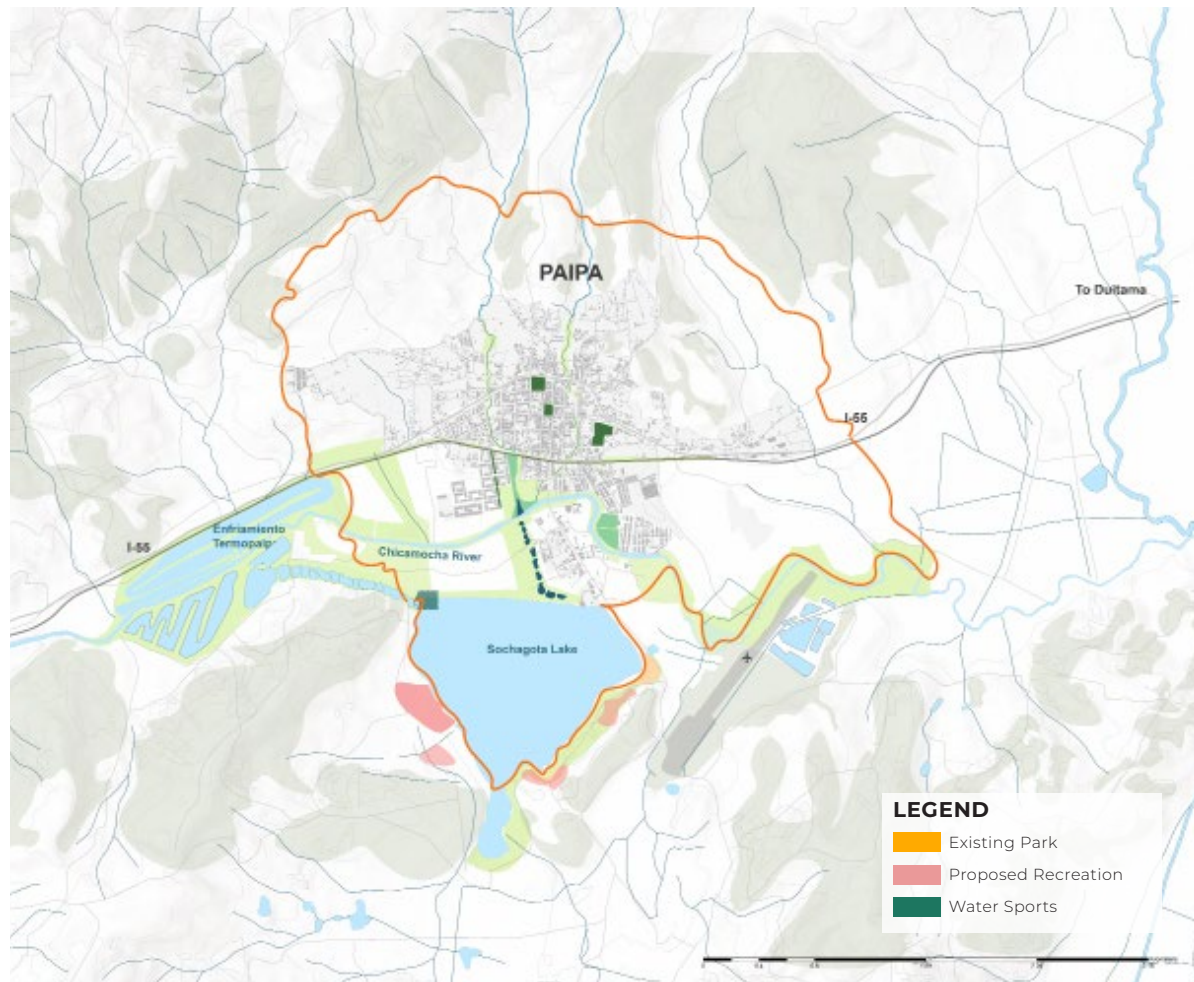 PAIPA
To Duitama
I-55
Enfriamiento
Termopaipa
I-55
Chicamocha River
Sochagota Lake
LEGEND
Existing Park
Proposed Recreation
Water Sports